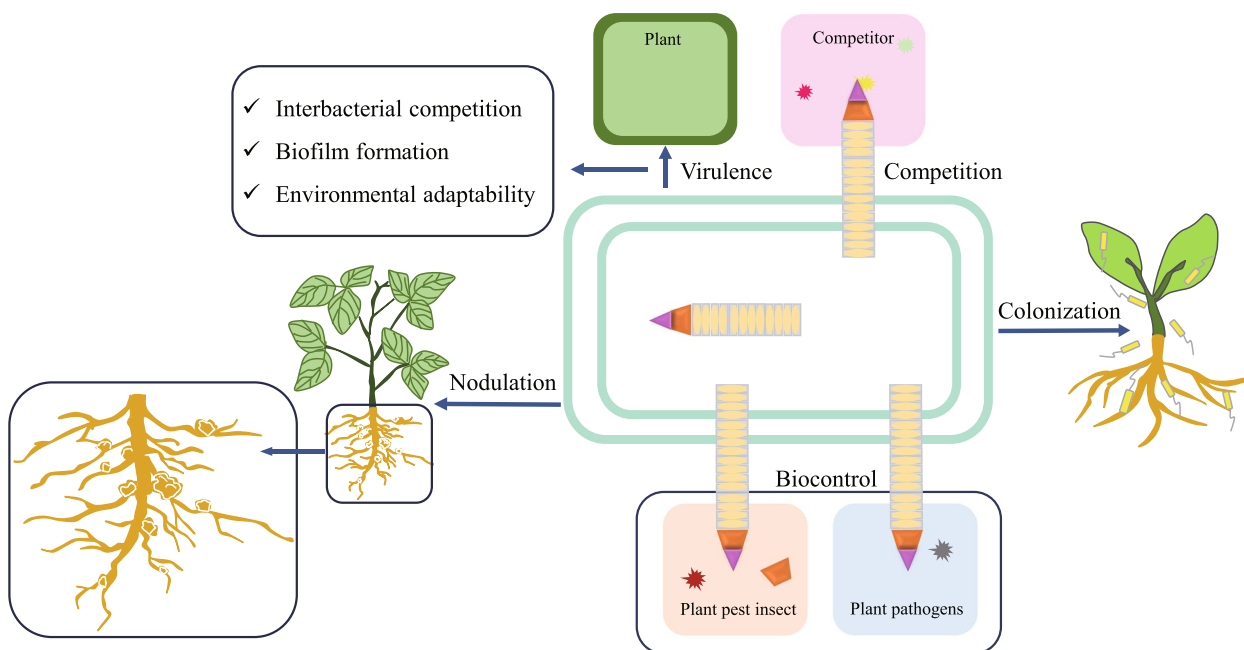 Plant
Competitor
✓ Interbacterial competition
✓ Biofilm formation
✓ Environmental adaptability
Virulence
Competition
Colonization
Nodulation
Biocontrol
Plant pest insect
Plant pathogens